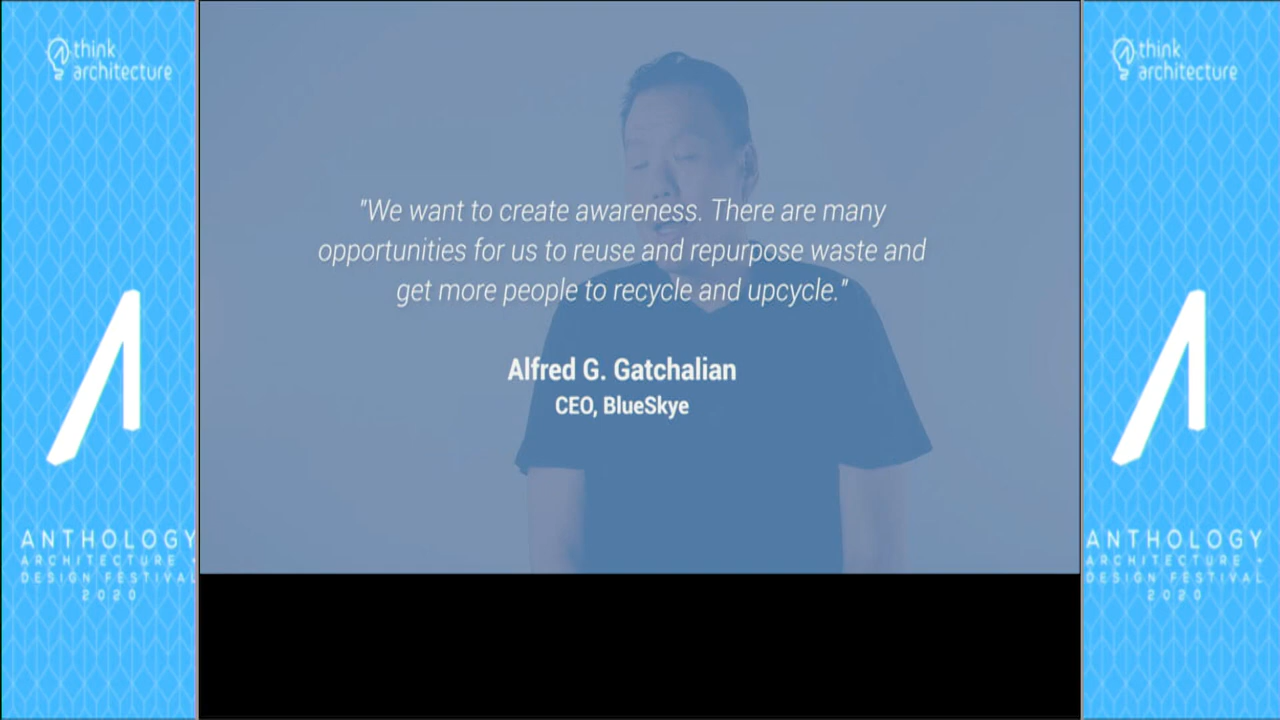 think
architecture
ANTHOLOGY
ARCHITECTURE +
DESIGN FESTIVAL
2020
"We want to create awareness. There are many
opportunities for us to reuse and repurpose waste and
get more people to recycle and upcycle."
Alfred G. Gatchalian
CEO, BlueSkye
think
architecture
ANTHOLOGY
ARCHITECTURE +
DESIGN FESTIVAL
2020